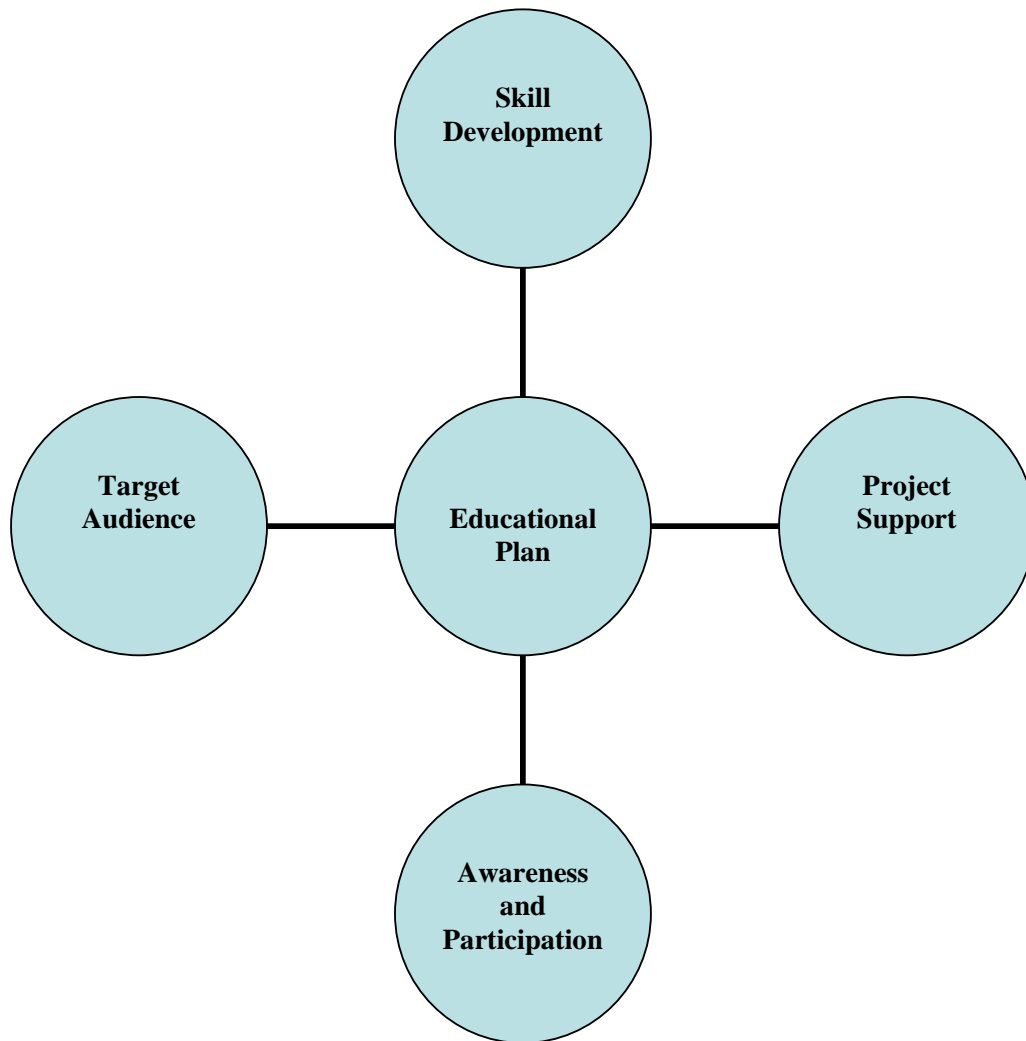 Skill
Development
Target
Audience
Educational
Plan
Project
Support
Awareness
and
Participation